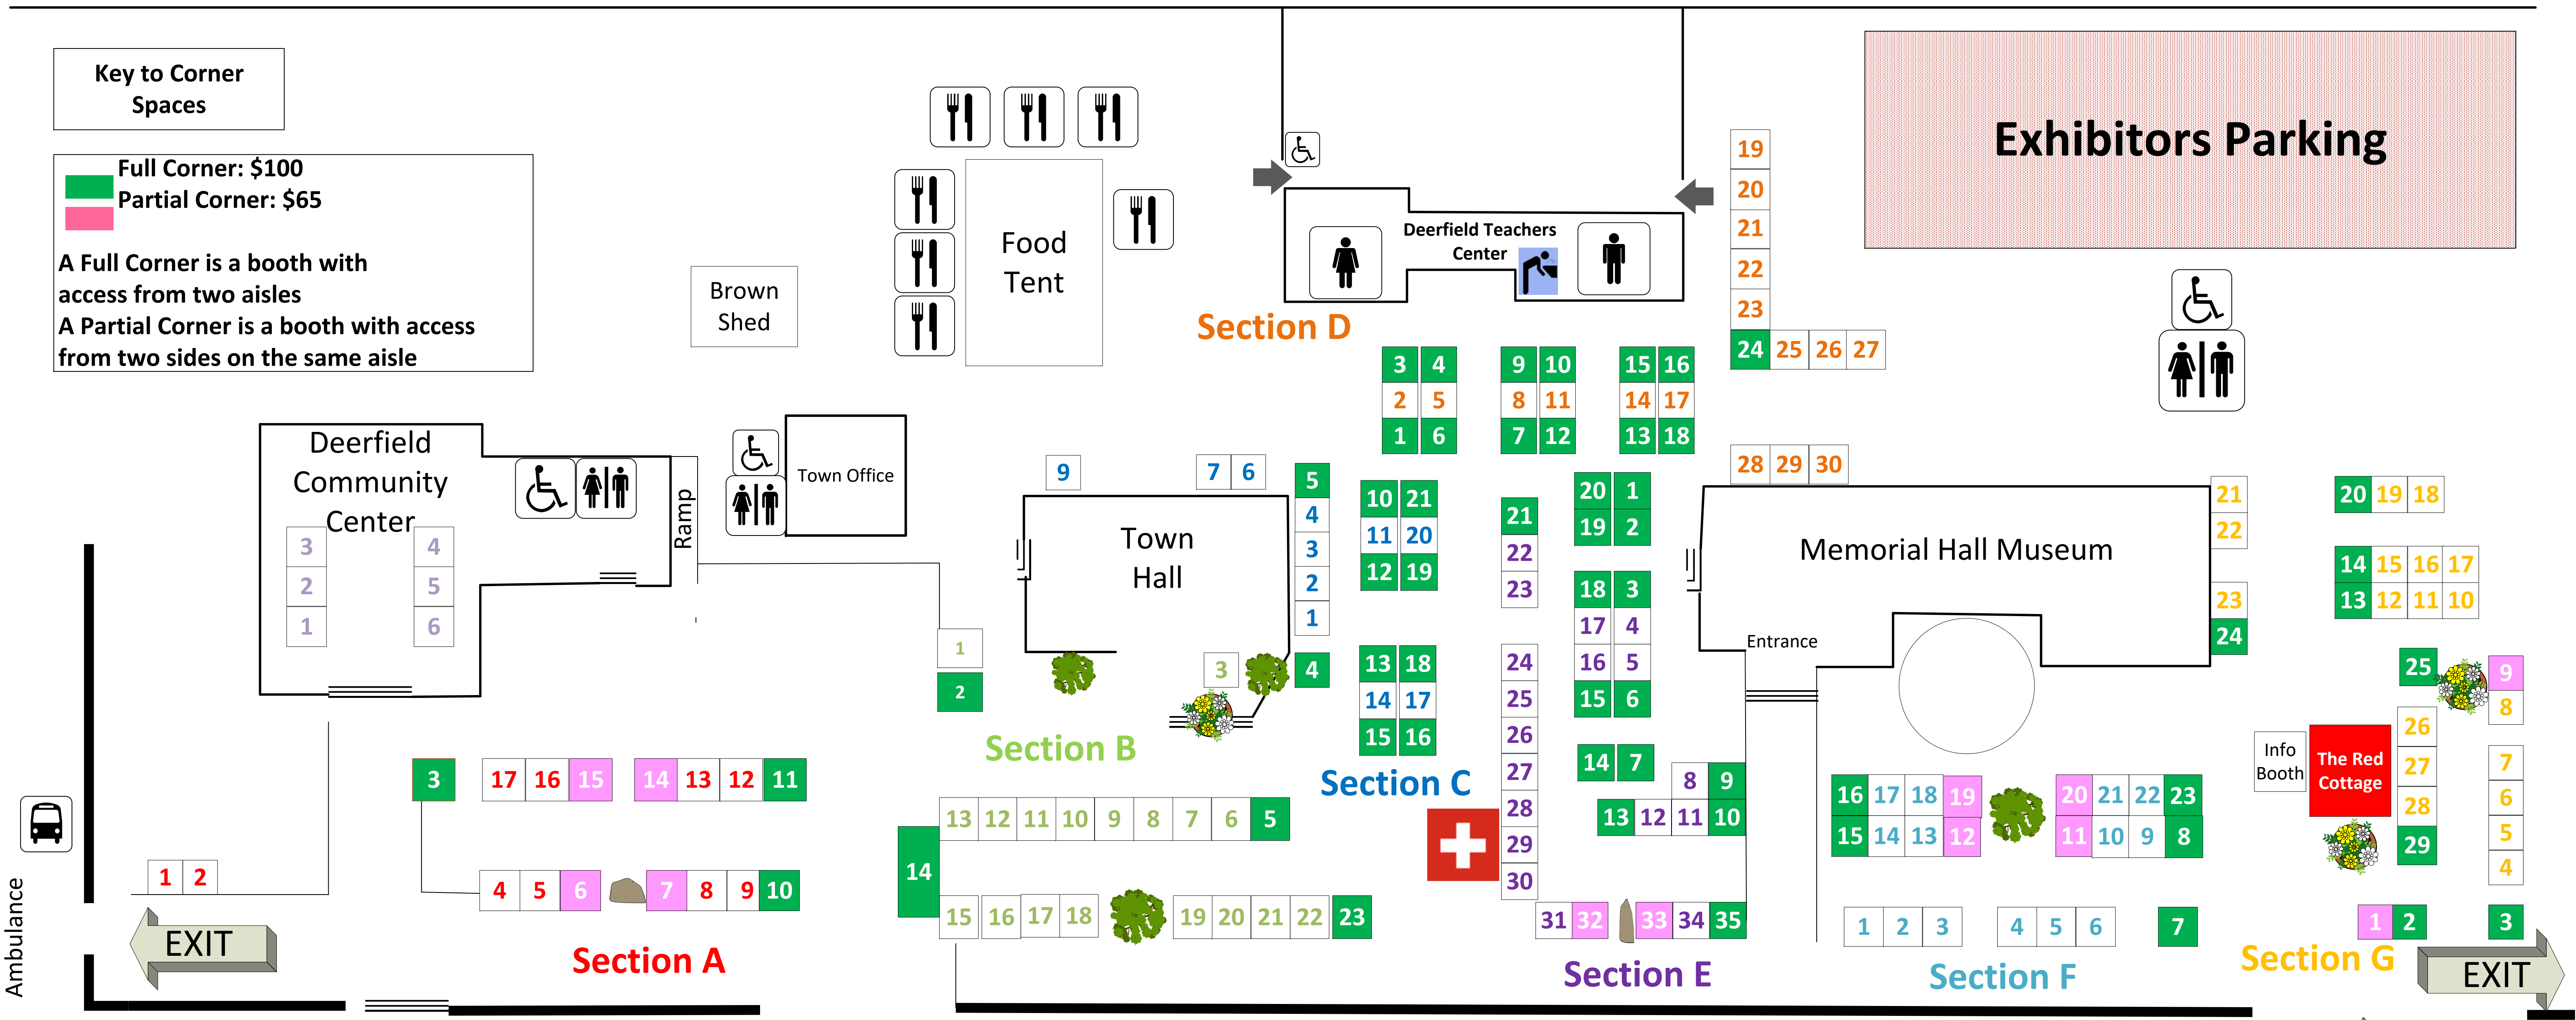 Key to Corner
Spaces
Full Corner: $100
Partial Corner: $65
A Full Corner is a booth with
access from two aisles
A Partial Corner is a booth with access
from two sides on the same aisle
Exhibitors Parking
Food
Tent
Brown
Shed
Deerfield Teachers
Center
Section D
19
20
21
22
23
24 25 26 27
3 4 9 10 15 16
2 5 8 11 14 17
1 6 7 12 13 18
28 29 30
Deerfield
Community
Center
3 4
2 5
1 6
Ramp
Town Office
Town
Hall
9 7 6
5
4
3
2
1
10 21
11 20
12 19
13 18
14 17
15 16
Section C
1
2
3
4
Section B
13 12 11 10 9 8 7 6 5
14
15 16 17 18 19 20 21 22 23
3 17 16 15 14 13 12 11
1 2
4 5 6 7 8 9 10
Section A
Ambulance
EXIT
20 1
19 2
18 3
17 4
16 5
15 6
14 7
8 9
13 12 11 10
21
22
23
24
25
26
27
28
29
30
31 32 33 34 35
Section E
Memorial Hall Museum
Entrance
16 17 18 19 20 21 22 23
15 14 13 12 11 10 9 8
1 2 3 4 5 6 7
Section F
21
22
23
24
20 19 18
14 15 16 17
13 12 11 10
25
9
8
26
27
28
29
7
6
5
4
Info
Booth
The Red
Cottage
1 2 3
Section G
EXIT